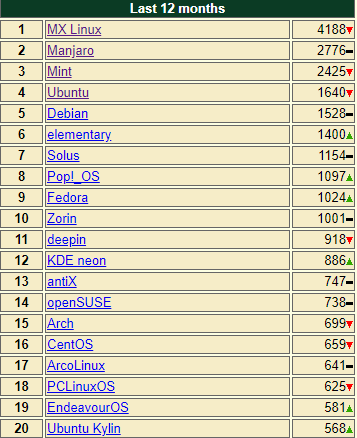 Last 12 months
1 MX Linux 4188
2 Manjaro 2776
3 Mint 2425
4 Ubuntu 1640
5 Debian 1528
6 elementary 1400
7 Solus 1154
8 Pop!_OS 1097
9 Fedora 1024
10 Zorin 1001
11 deepin 918
12 KDE neon 886
13 antiX 747
14 openSUSE 738
15 Arch 699
16 CentOS 659
17 ArcoLinux 641
18 PCLinuxOS 625
19 EndeavourOS 581
20 Ubuntu Kylin 568